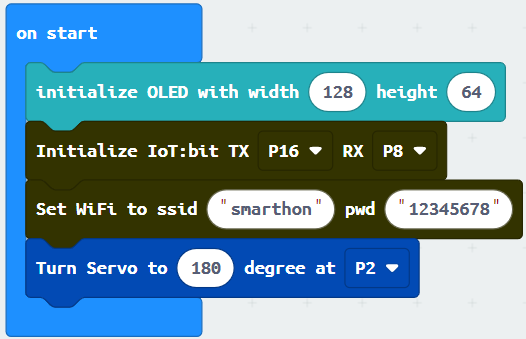 on start
initialize OLED with width 128 height 64
Initialize IoT:bit TX P16 RX P8
Set WiFi to ssid "smarthon" pwd "12345678"
Turn Servo to 180 degree at P2